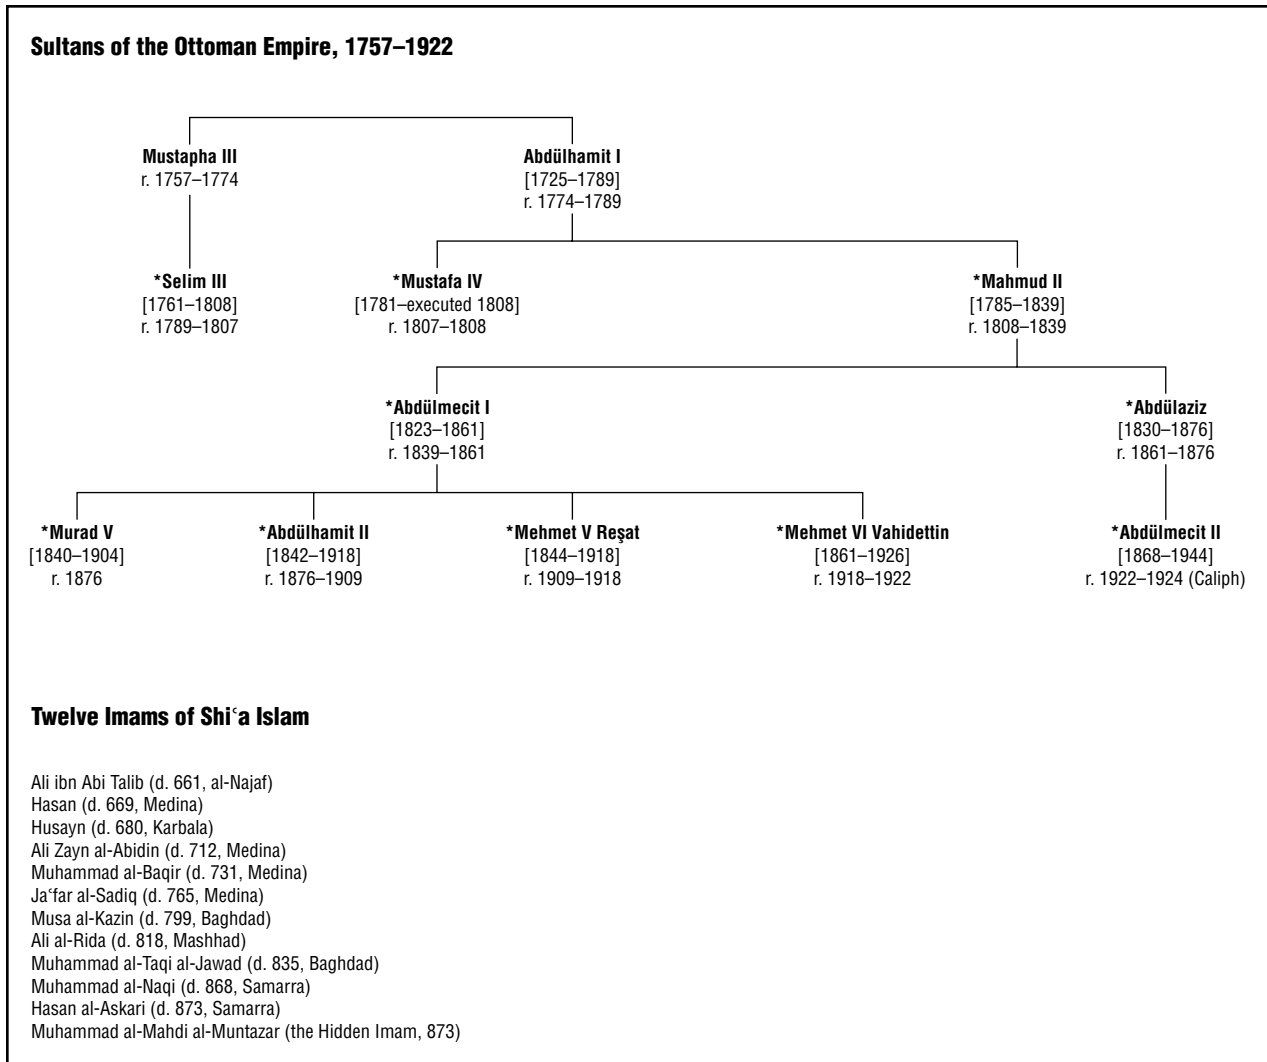 Sultans of the Ottoman Empire, 1757–1922
Mustapha III
r. 1757–1774
Abdülhamit I
[1725–1789]
r. 1774–1789
*Selim III
[1761–1808]
r. 1789–1807
*Mustafa IV
[1781–executed 1808]
r. 1807–1808
*Mahmud II
[1785–1839]
r. 1808–1839
*Abdülmecit I
[1823–1861]
r. 1839–1861
*Abdülaziz
[1830–1876]
r. 1861–1876
*Murad V
[1840–1904]
r. 1876
*Abdülhamit II
[1842–1918]
r. 1876–1909
*Mehmet V Reşat
[1844–1918]
r. 1909–1918
*Mehmet VI Vahidettin
[1861–1926]
r. 1918–1922
*Abdülmecit II
[1868–1944]
r. 1922–1924 (Caliph)
Twelve Imams of Shiʿa Islam
Ali ibn Abi Talib (d. 661, al-Najaf)
Hasan (d. 669, Medina)
Husayn (d. 680, Karbala)
Ali Zayn al-Abidin (d. 712, Medina)
Muhammad al-Baqir (d. 731, Medina)
Jaʿfar al-Sadiq (d. 765, Medina)
Musa al-Kazin (d. 799, Baghdad)
Ali al-Rida (d. 818, Mashhad)
Muhammad al-Taqi al-Jawad (d. 835, Baghdad)
Muhammad al-Naqi (d. 868, Samarra)
Hasan al-Askari (d. 873, Samarra)
Muhammad al-Mahdi al-Muntazar (the Hidden Imam, 873)